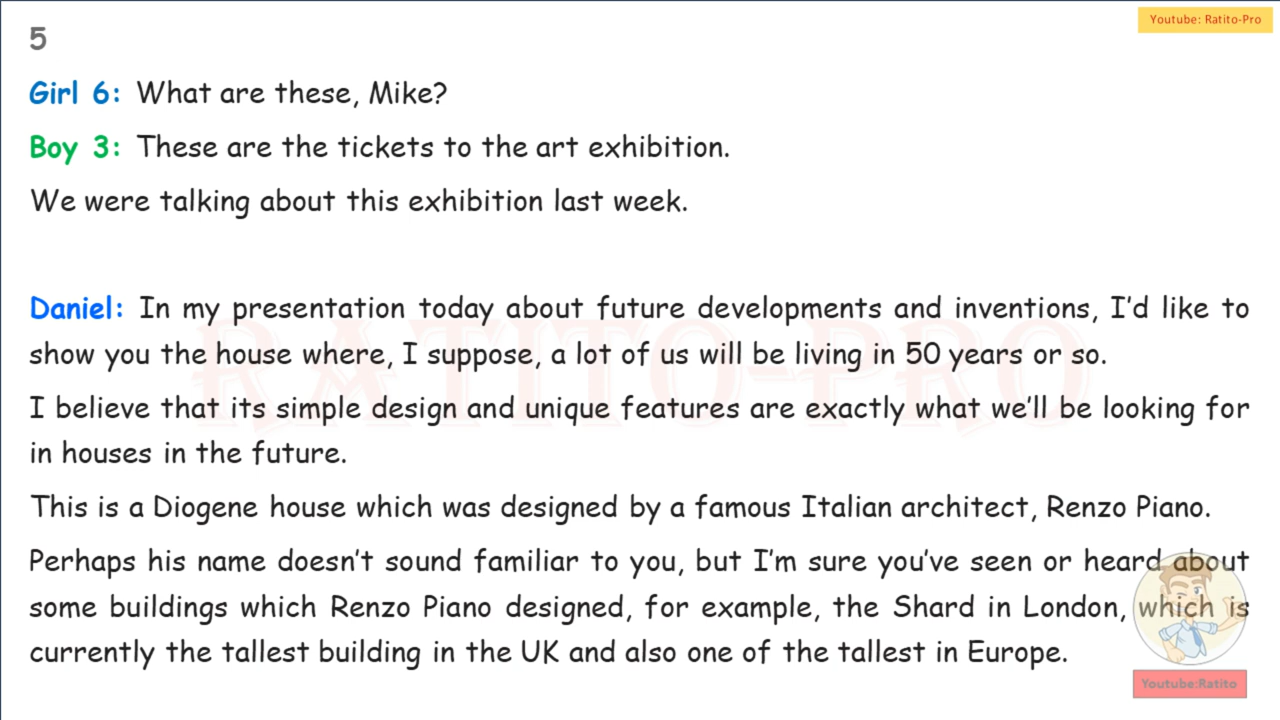 Youtube: Ratito-Pro
5
Girl 6: What are these, Mike?
Boy 3: These are the tickets to the art exhibition.
We were talking about this exhibition last week.
Daniel: In my presentation today about future developments and inventions, I'd like to
show you the house where, I suppose, a lot of us will be living in 50 years or so.
I believe that its simple design and unique features are exactly what we'll be looking for
in houses in the future.
This is a Diogene house which was designed by a famous Italian architect, Renzo Piano.
Perhaps his name doesn't sound familiar to you, but I'm sure you've seen or heard about
some buildings which Renzo Piano designed, for example, the Shard in London, which is
currently the tallest building in the UK and also one of the tallest in Europe.
RATITO-PRO
Youtube:Ratito